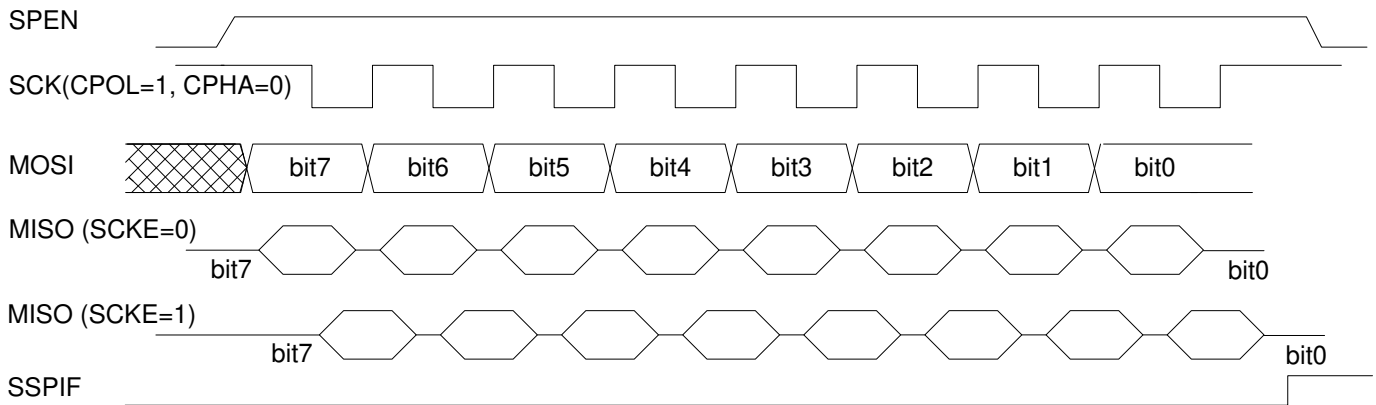 SPEN
SCK(CPOL=1, CPHA=0)
MOSI bit7 bit6 bit5 bit4 bit3 bit2 bit1 bit0
MISO (SCKE=0)
bit7 bit0
MISO (SCKE=1)
bit7 bit0
SSPIF